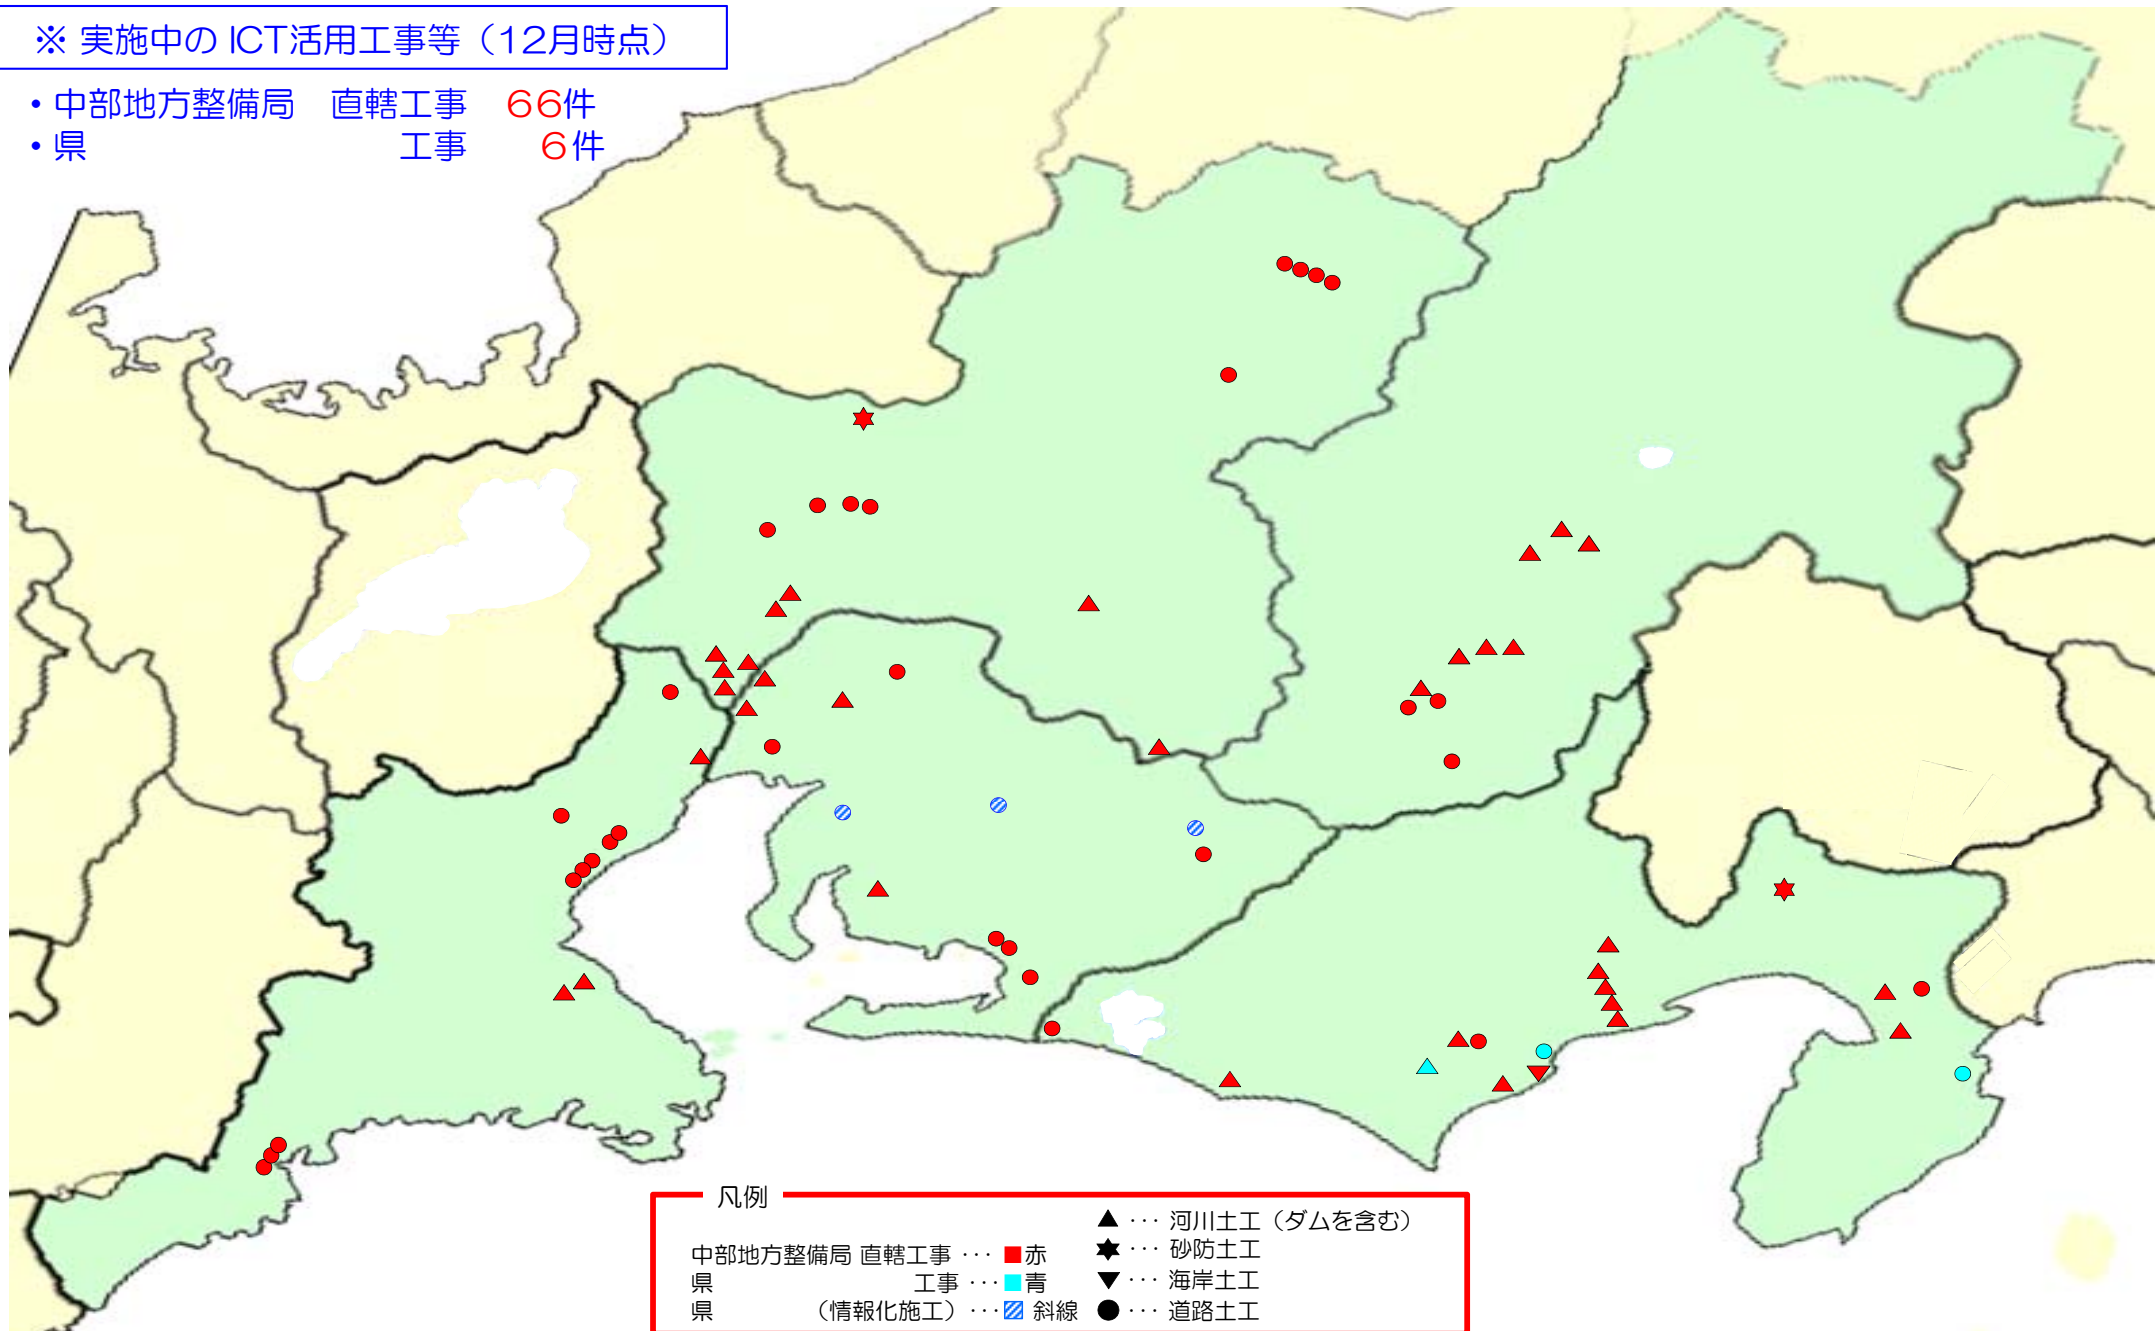 ※ 実施中の ICT活用工事等（12月時点）
・中部地方整備局　直轄工事　66件
・県　工事　6件
凡例
中部地方整備局 直轄工事 ･･･ ■赤
県　工事 ･･･ ■青
県　（情報化施工）･･･ 斜線
▲ ･･･ 河川土工（ダムを含む）
✶ ･･･ 砂防土工
▼ ･･･ 海岸土工
● ･･･ 道路土工